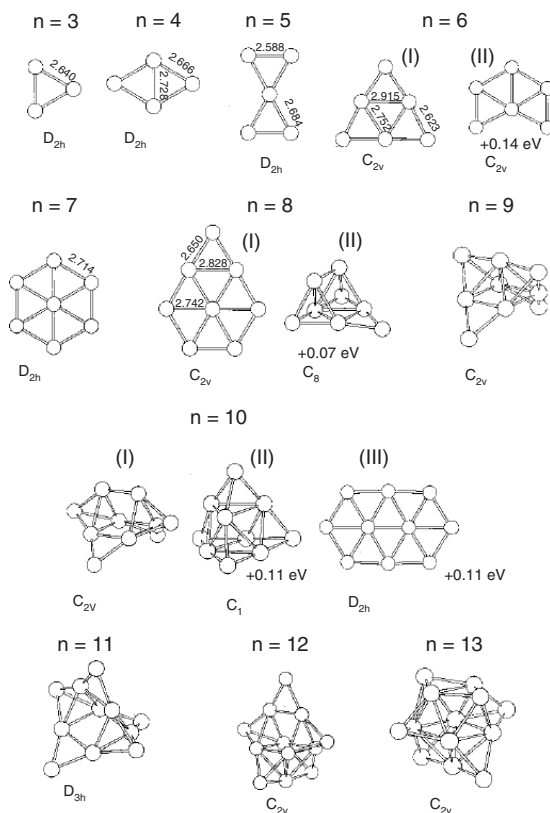 n = 3
n = 4
n = 5
n = 6
2.640
D2h
2.666
2.728
D2h
2.588
2.684
D2h
(I)
2.915
2.752
2.623
C2v
(II)
+0.14 eV
C2v
n = 7
n = 8
n = 9
2.714
D2h
(I)
2.650
2.828
2.742
C2v
(II)
+0.07 eV
C8
C2v
n = 10
(I)
C2V
(II)
+0.11 eV
C1
(III)
+0.11 eV
D2h
n = 11
n = 12
n = 13
D3h
C2v
C2v